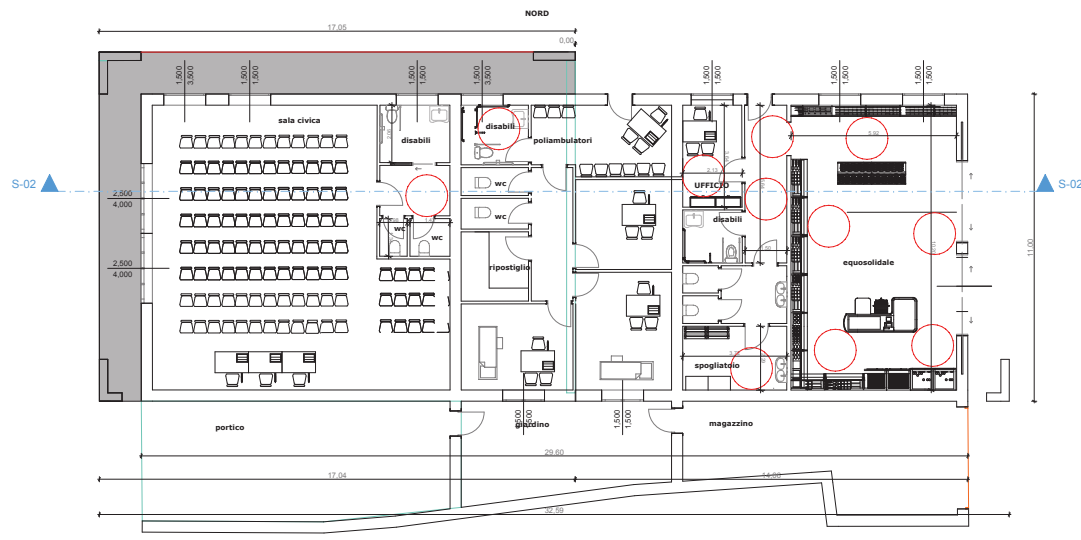 NORD
17,05
0,00
1,500
3,500
1,500
1,500
1,500
1,500
1,500
3,500
1,500
1,500
1,500
1,500
1,500
1,500
sala civica
disabili
disabili
poliambulatori
5,92
2,13
S-02
UFFICIO
S-02
wc
2,500
4,000
wc
disabili
wc
wc
11,00
ripostiglio
equosolidale
2,500
4,000
spogliatoio
1,500
1,500
1,500
1,500
portico
giardino
magazzino
29,60
17,04
32,59